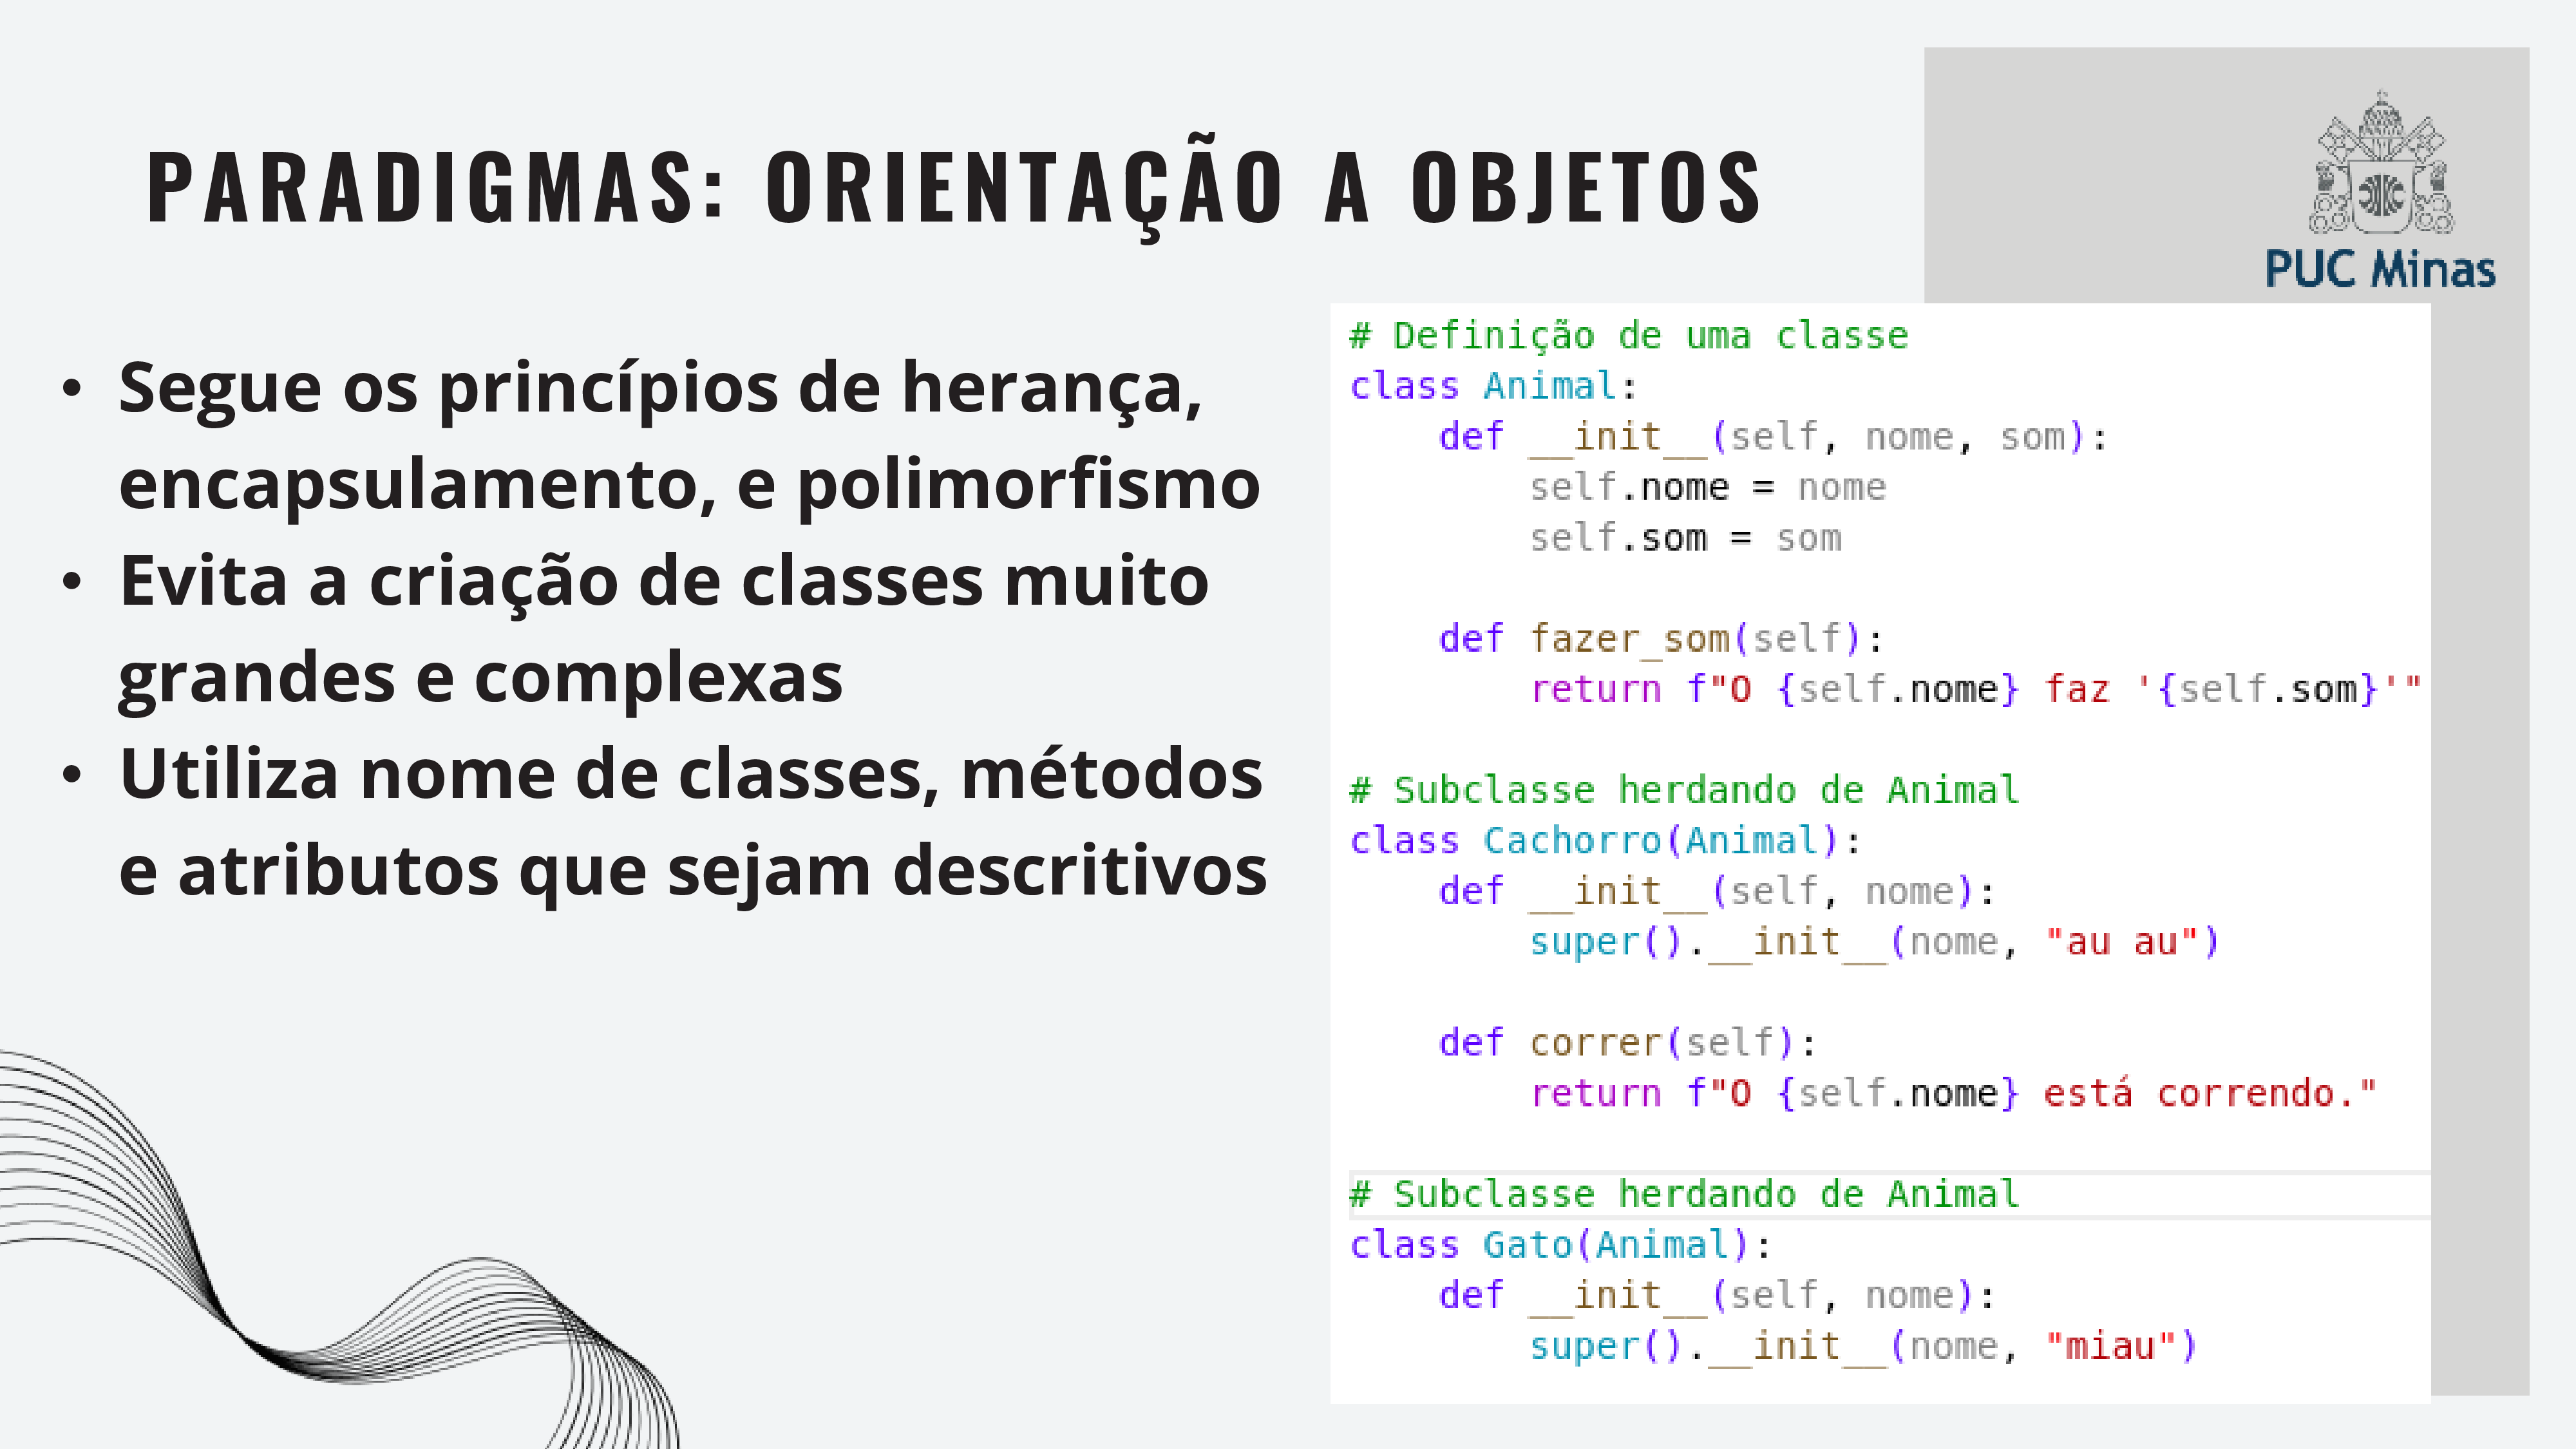 PARADIGMAS: ORIENTAÇÃO A OBJETOS
PUC Minas
• Segue os princípios de herança,
encapsulamento, e polimorfismo
• Evita a criação de classes muito
grandes e complexas
• Utiliza nome de classes, métodos
e atributos que sejam descritivos
# Definição de uma classe
class Animal:
    def __init__(self, nome, som):
        self.nome = nome
        self.som = som
    def fazer_som(self):
        return f"O {self.nome} faz '{self.som}'"
# Subclasse herdando de Animal
class Cachorro(Animal):
    def __init__(self, nome):
        super().__init__(nome, "au au")
    def correr(self):
        return f"O {self.nome} está correndo."
# Subclasse herdando de Animal
class Gato(Animal):
    def __init__(self, nome):
        super().__init__(nome, "miau")